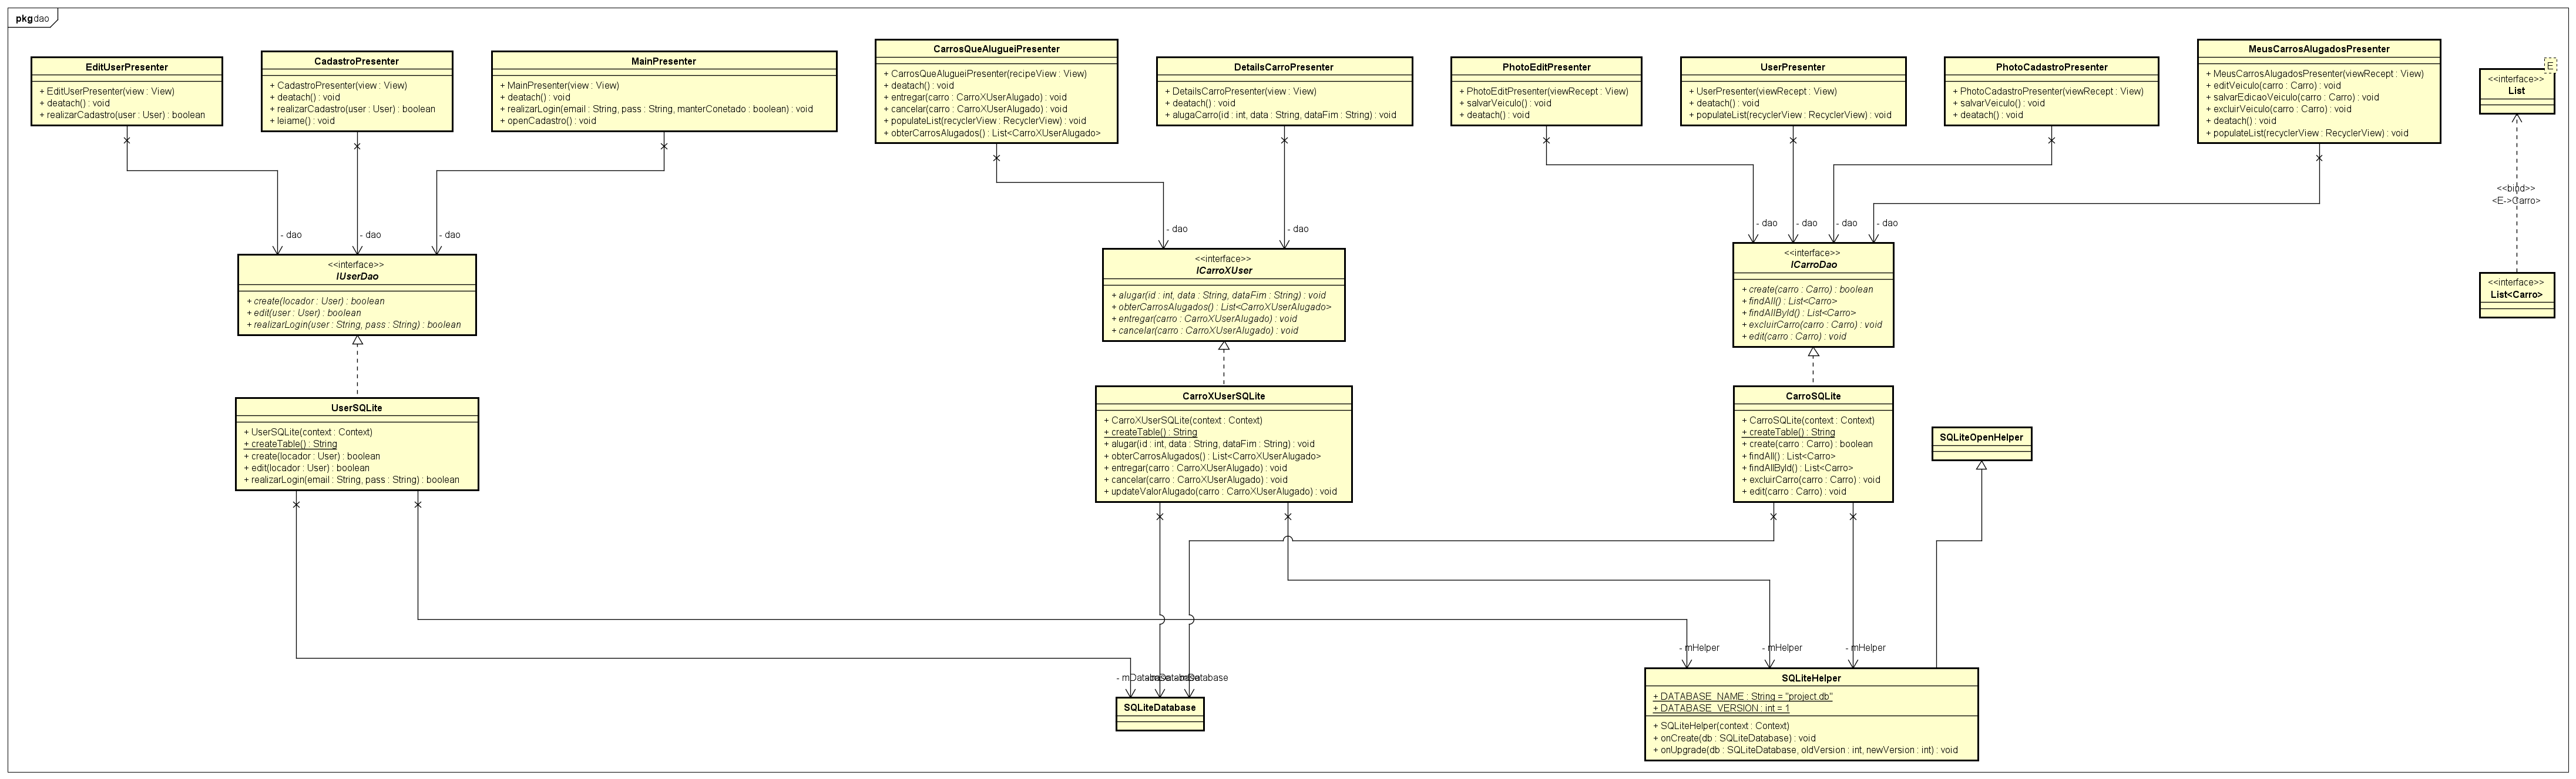 pkg dao
EditUserPresenter
+ EditUserPresenter(view : View)
+ deatach() : void
+ realizarCadastro(user : User) : boolean
CadastroPresenter
+ CadastroPresenter(view : View)
+ deatach() : void
+ realizarCadastro(user : User) : boolean
+ leiame() : void
MainPresenter
+ MainPresenter(view : View)
+ deatach() : void
+ realizarLogin(email : String, pass : String, manterConetado : boolean) : void
+ openCadastro() : void
CarrosQueAlugueiPresenter
+ CarrosQueAlugueiPresenter(recipeView : View)
+ deatach() : void
+ entregar(carro : CarroXUserAlugado) : void
+ cancelar(carro : CarroXUserAlugado) : void
+ populateList(recyclerView : RecyclerView) : void
+ obterCarrosAlugados() : List<CarroXUserAlugado>
DetailsCarroPresenter
+ DetailsCarroPresenter(view : View)
+ deatach() : void
+ alugaCarro(id : int, data : String, dataFim : String) : void
PhotoEditPresenter
+ PhotoEditPresenter(viewRecept : View)
+ salvarVeiculo() : void
+ deatach() : void
UserPresenter
+ UserPresenter(viewRecept : View)
+ deatach() : void
+ populateList(recyclerView : RecyclerView) : void
PhotoCadastroPresenter
+ PhotoCadastroPresenter(viewRecept : View)
+ salvarVeiculo() : void
+ deatach() : void
MeusCarrosAlugadosPresenter
+ MeusCarrosAlugadosPresenter(viewRecept : View)
+ editVeiculo(carro : Carro) : void
+ salvarEdicaoVeiculo(carro : Carro) : void
+ excluirVeiculo(carro : Carro) : void
+ deatach() : void
+ populateList(recyclerView : RecyclerView) : void
E
<<interface>>
List
<<bind>>
<E->Carro>
<<interface>>
List<Carro>
- dao
- dao
- dao
- dao
- dao
- dao
- dao
- dao
- dao
<<interface>>
IUserDao
+ create(locador : User) : boolean
+ edit(user : User) : boolean
+ realizarLogin(user : String, pass : String) : boolean
<<interface>>
ICarroXUser
+ alugar(id : int, data : String, dataFim : String) : void
+ obterCarrosAlugados() : List<CarroXUserAlugado>
+ entregar(carro : CarroXUserAlugado) : void
+ cancelar(carro : CarroXUserAlugado) : void
<<interface>>
ICarroDao
+ create(carro : Carro) : boolean
+ findAll() : List<Carro>
+ findAllById() : List<Carro>
+ excluirCarro(carro : Carro) : void
+ edit(carro : Carro) : void
UserSQLite
+ UserSQLite(context : Context)
+ createTable() : String
+ create(locador : User) : boolean
+ edit(locador : User) : boolean
+ realizarLogin(email : String, pass : String) : boolean
CarroXUserSQLite
+ CarroXUserSQLite(context : Context)
+ createTable() : String
+ alugar(id : int, data : String, dataFim : String) : void
+ obterCarrosAlugados() : List<CarroXUserAlugado>
+ entregar(carro : CarroXUserAlugado) : void
+ cancelar(carro : CarroXUserAlugado) : void
+ updateValorAlugado(carro : CarroXUserAlugado) : void
CarroSQLite
+ CarroSQLite(context : Context)
+ createTable() : String
+ create(carro : Carro) : boolean
+ findAll() : List<Carro>
+ findAllById() : List<Carro>
+ excluirCarro(carro : Carro) : void
+ edit(carro : Carro) : void
SQLiteOpenHelper
- mHelper
- mHelper
- mHelper
- mDatabase
- mDatabase
- mDatabase
SQLiteDatabase
SQLiteHelper
+ DATABASE_NAME : String = "project.db"
+ DATABASE_VERSION : int = 1
+ SQLiteHelper(context : Context)
+ onCreate(db : SQLiteDatabase) : void
+ onUpgrade(db : SQLiteDatabase, oldVersion : int, newVersion : int) : void